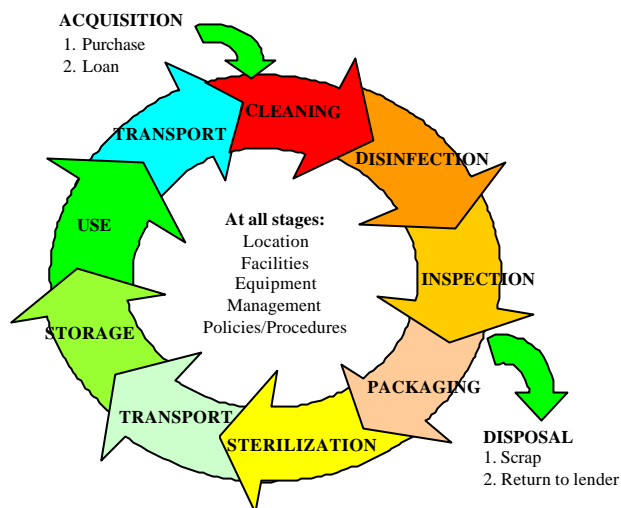 ACQUISITION
1. Purchase
2. Loan
CLEANING
TRANSPORT
DISINFECTION
USE
At all stages:
Location
Facilities
Equipment
Management
Policies/Procedures
INSPECTION
STORAGE
PACKAGING
TRANSPORT
STERILIZATION
DISPOSAL
1. Scrap
2. Return to lender